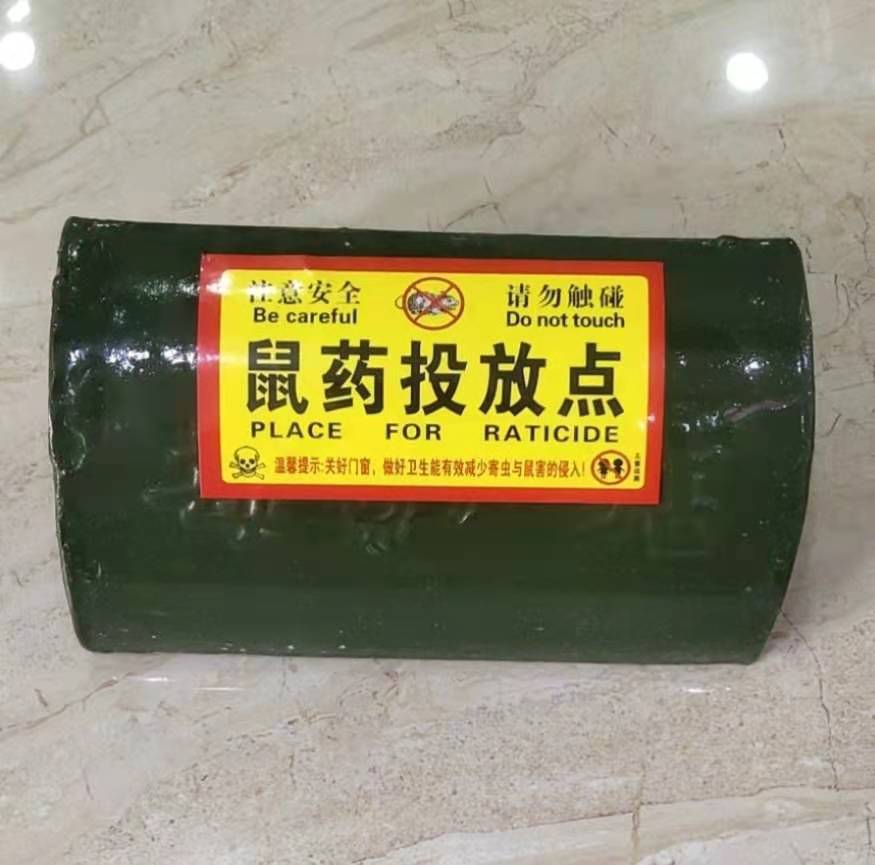 注意安全
Be careful
请勿触碰
Do not touch
鼠药投放点
PLACE FOR RATICIDE
温馨提示:关好门窗,做好卫生能有效减少寄虫与鼠害的侵入!